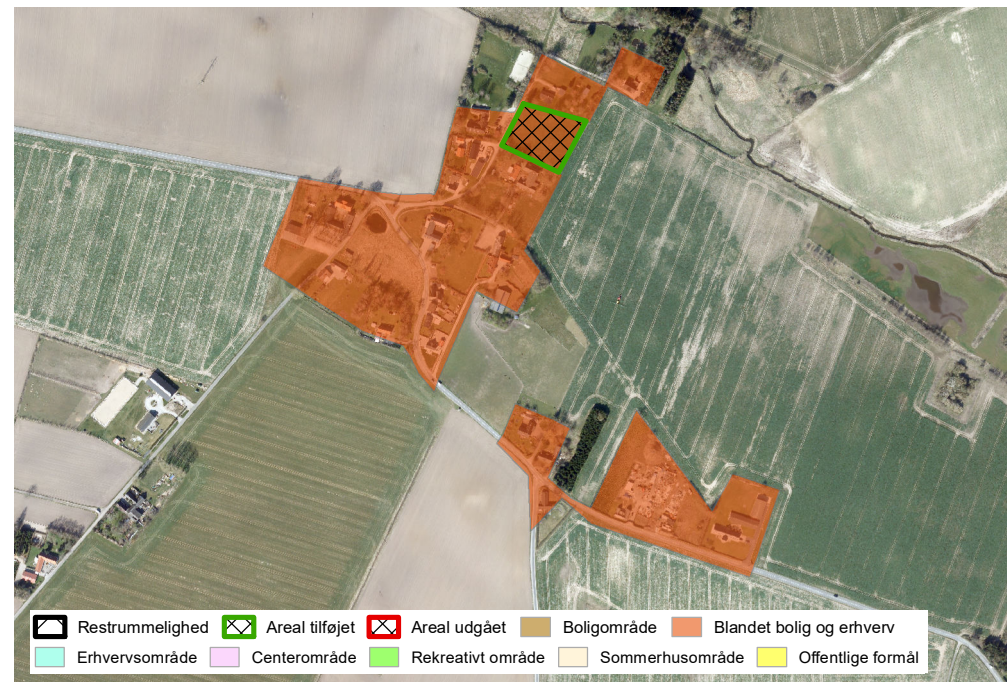 Restrummelighed Areal tilføjet Areal udgået Boligområde Blandet bolig og erhverv
Erhvervsområde Centerområde Rekreativt område Sommerhusområde Offentlige formål